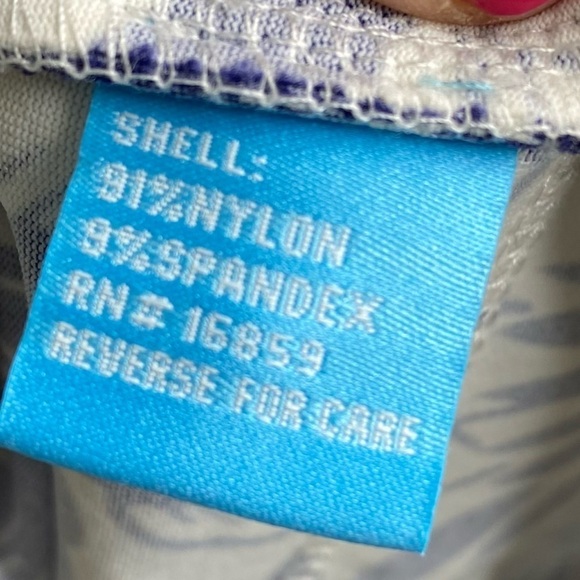 SHELL:
91%NYLON
9%SPANDEX
RN# 16859
REVERSE FOR CARE